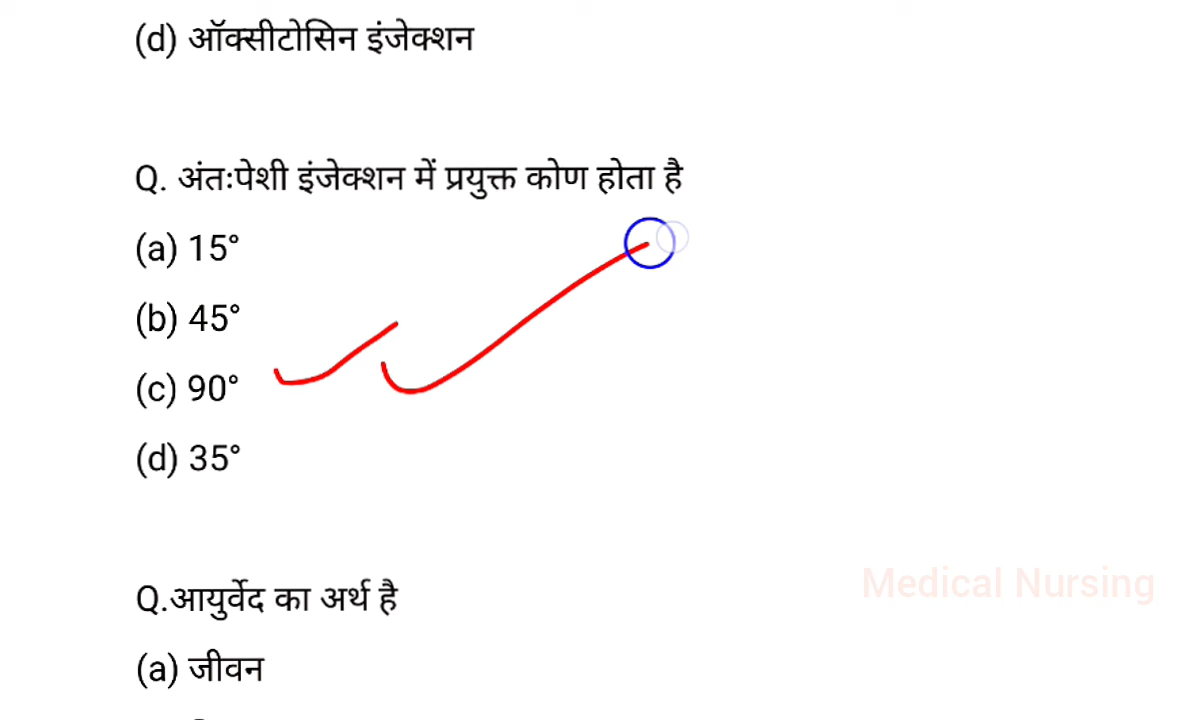 (d) ऑक्सीटोसिन इंजेक्शन
Q. अंतःपेशी इंजेक्शन में प्रयुक्त कोण होता है
(a) 15°
(b) 45°
(c) 90°
(d) 35°
Medical Nursing
Q.आयुर्वेद का अर्थ है
(a) जीवन